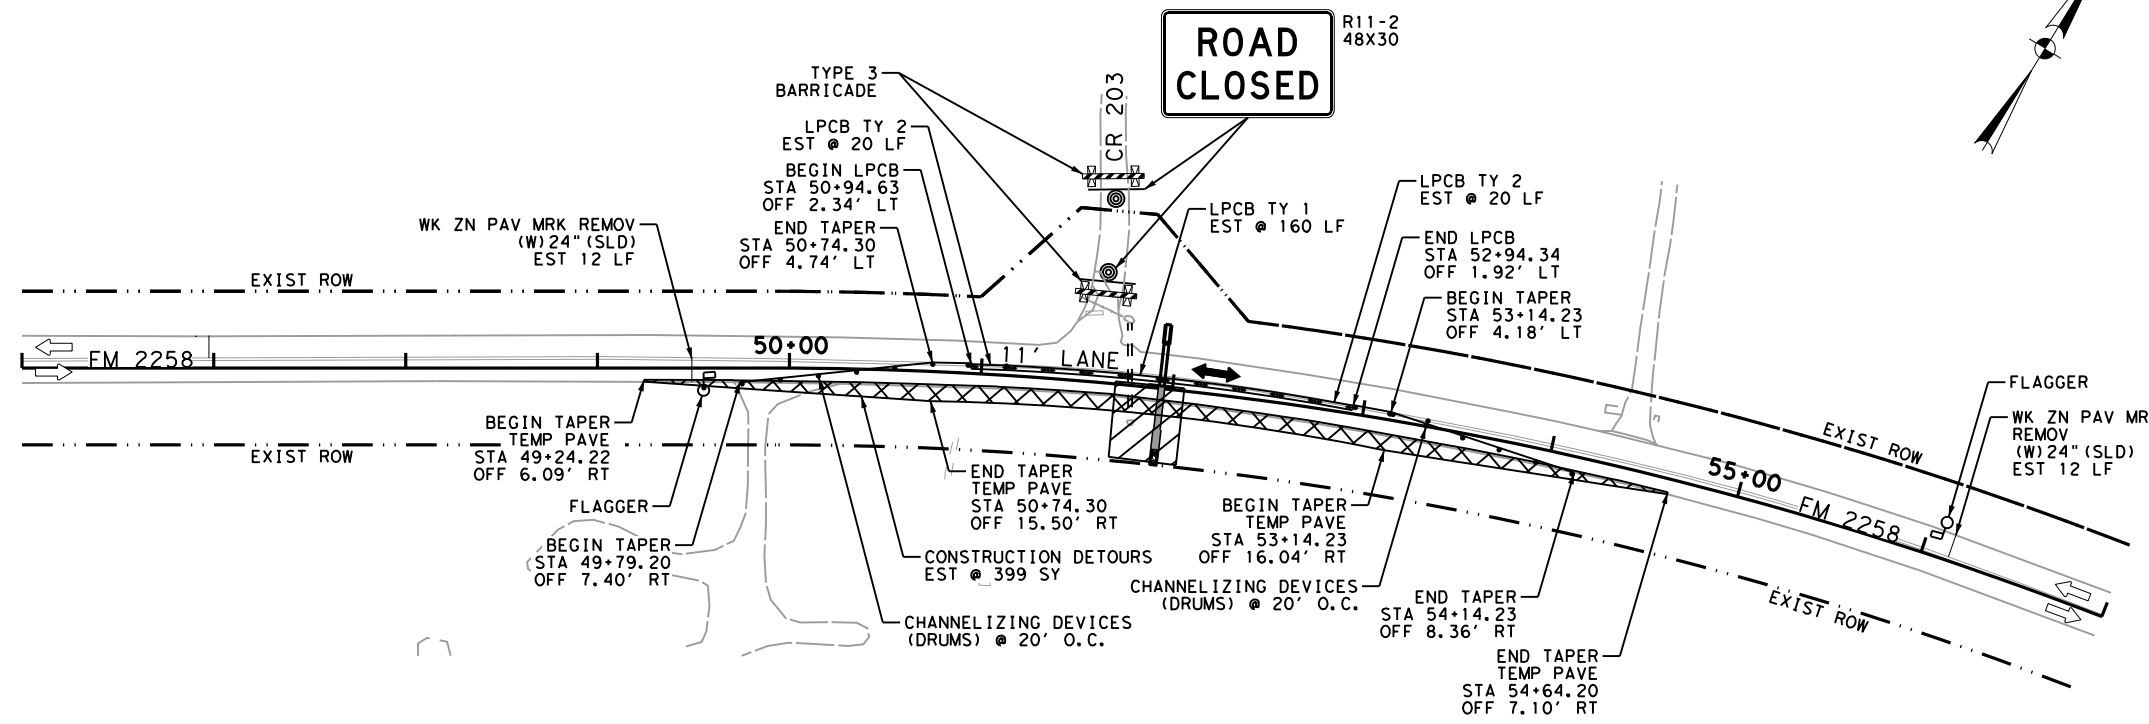 ROAD
CLOSED
R11-2
48X30
TYPE 3
BARRICADE
CR 203
LPCB TY 2
EST @ 20 LF
BEGIN LPCB
STA 50+94.63
OFF 2.34' LT
END TAPER
STA 50+74.30
OFF 4.74' LT
WK ZN PAV MRK REMOV
(W)24"(SLD)
EST 12 LF
LPCB TY 1
EST @ 160 LF
LPCB TY 2
EST @ 20 LF
END LPCB
STA 52+94.34
OFF 1.92' LT
BEGIN TAPER
STA 53+14.23
OFF 4.18' LT
EXIST ROW
FM 2258
50+00
11' LANE
EXIST ROW
BEGIN TAPER
TEMP PAVE
STA 49+24.22
OFF 6.09' RT
FLAGGER
BEGIN TAPER
STA 49+79.20
OFF 7.40' RT
END TAPER
TEMP PAVE
STA 50+74.30
OFF 15.50' RT
CONSTRUCTION DETOURS
EST @ 399 SY
CHANNELIZING DEVICES
(DRUMS) @ 20' O.C.
BEGIN TAPER
TEMP PAVE
STA 53+14.23
OFF 16.04' RT
CHANNELIZING DEVICES
(DRUMS) @ 20' O.C.
END TAPER
STA 54+14.23
OFF 8.36' RT
END TAPER
TEMP PAVE
STA 54+64.20
OFF 7.10' RT
55+00
FM 2258
EXIST ROW
EXIST ROW
FLAGGER
WK ZN PAV MR
REMOV
(W)24"(SLD)
EST 12 LF